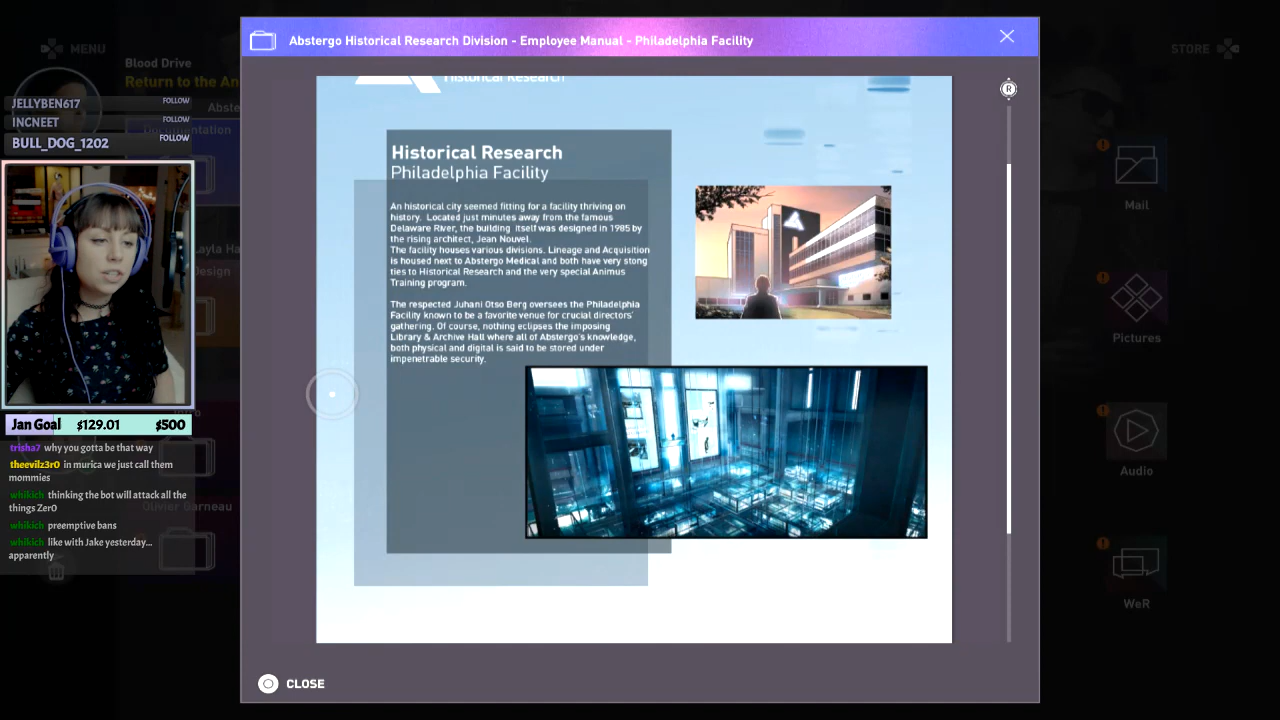 Abstergo Historical Research Division - Employee Manual - Philadelphia Facility
MENU
STORE
Blood Drive
Return to the An
Abste
JELLYBEN617 FOLLOW
INCNEET FOLLOW
BULL_DOG_1202 FOLLOW
Documentation
Historical Research
Historical Research
Philadelphia Facility
An historical city seemed fitting for a facility thriving on
history. Located just minutes away from the famous
Delaware River, the building itself was designed in 1985 by
the rising architect, Jean Nouvel.
The facility houses various divisions. Lineage and Acquisition
is housed next to Abstergo Medical and both have very stong
ties to Historical Research and the very special Animus
Training program.
The respected Juhani Otso Berg oversees the Philadelphia
Facility known to be a favorite venue for crucial directors'
gathering. Of course, nothing eclipses the imposing
Library & Archive Hall where all of Abstergo's knowledge,
both physical and digital is said to be stored under
impenetrable security.
R
Layla Ha
Design
Mail
Pictures
Audio
WeR
Jan Goal $129.01 $500
trisha7 why you gotta be that way
theevilz3r0 in murica we just call them
mommies
whikich thinking the bot will attack all the
things Zer0
whikich preemptive bans
whikich like with Jake yesterday...
apparently
Olivier Garneau
CLOSE